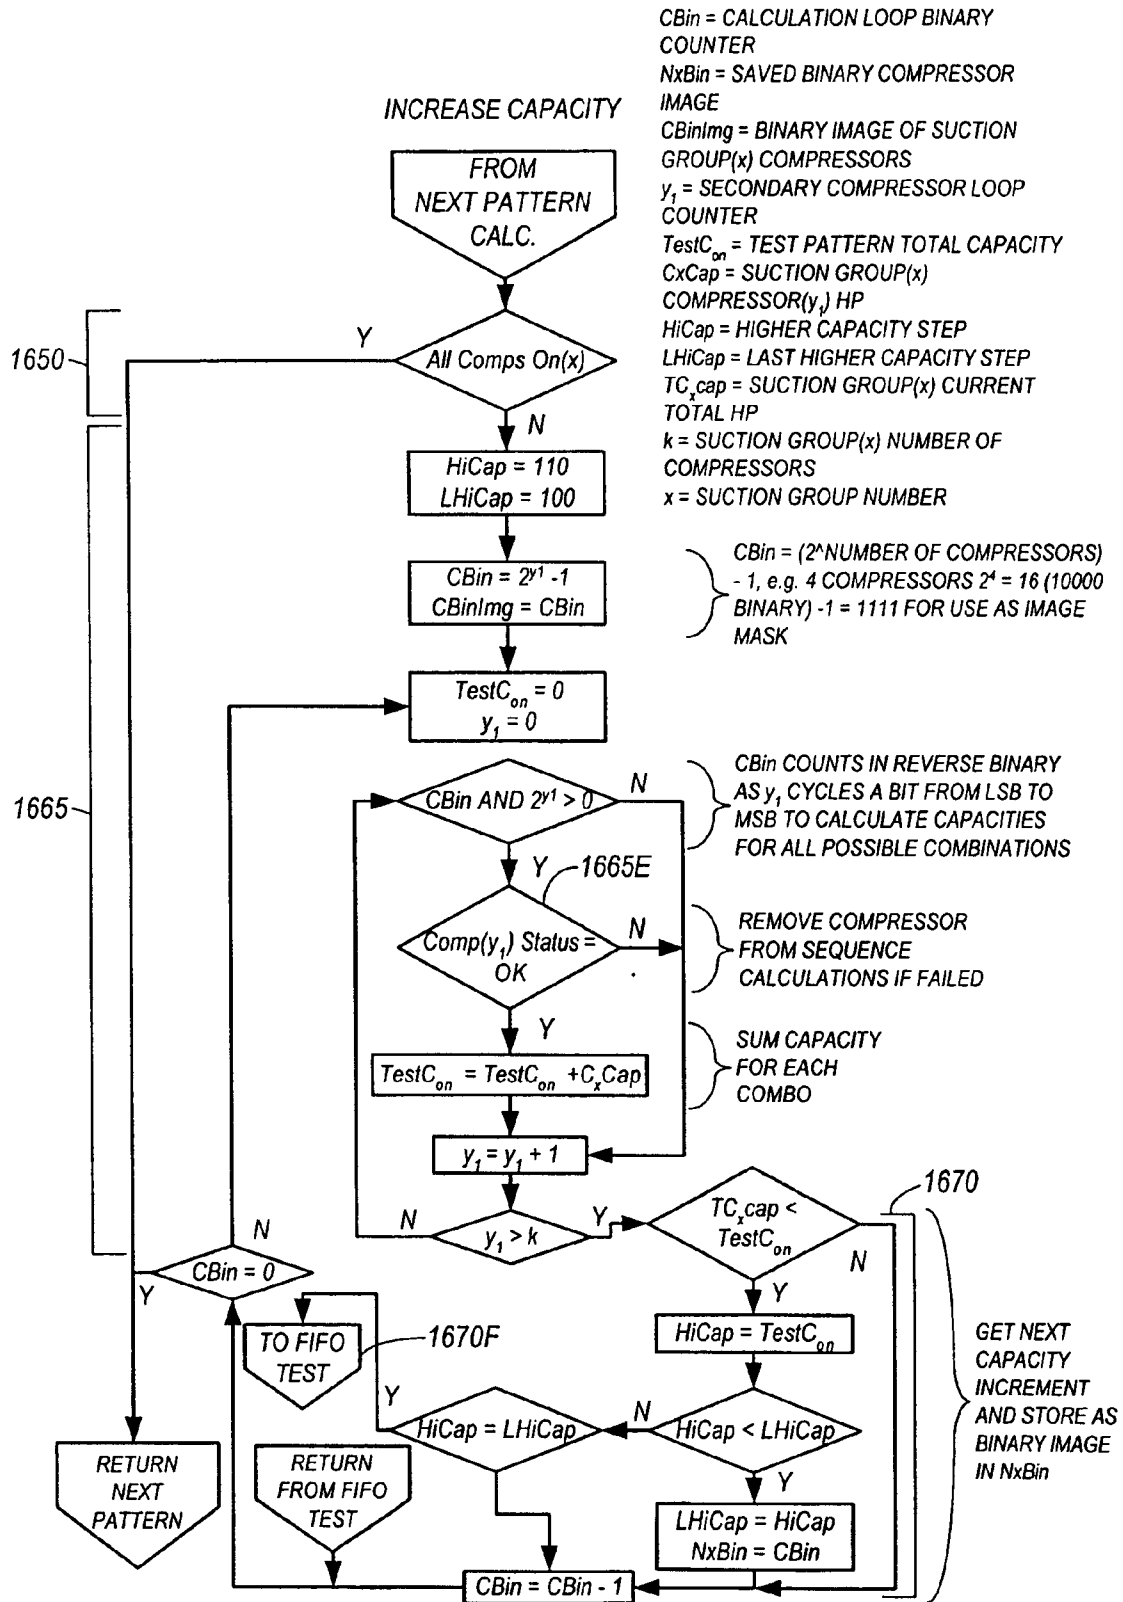 CBin = CALCULATION LOOP BINARY
COUNTER
NxBin = SAVED BINARY COMPRESSOR
IMAGE
CBinImg = BINARY IMAGE OF SUCTION
GROUP(x) COMPRESSORS
y₁ = SECONDARY COMPRESSOR LOOP
COUNTER
TestCₒₙ = TEST PATTERN TOTAL CAPACITY
CxCap = SUCTION GROUP(x)
COMPRESSOR(y₁) HP
HiCap = HIGHER CAPACITY STEP
LHiCap = LAST HIGHER CAPACITY STEP
TCₓcap = SUCTION GROUP(x) CURRENT
TOTAL HP
k = SUCTION GROUP(x) NUMBER OF
COMPRESSORS
x = SUCTION GROUP NUMBER
INCREASE CAPACITY
FROM
NEXT PATTERN
CALC.
1650
Y
All Comps On(x)
N
HiCap = 110
LHiCap = 100
CBin = 2^y1 -1
CBinImg = CBin
CBin = (2^NUMBER OF COMPRESSORS)
- 1, e.g. 4 COMPRESSORS 2⁴ = 16 (10000
BINARY) -1 = 1111 FOR USE AS IMAGE
MASK
TestCₒₙ = 0
y₁ = 0
1665
CBin AND 2^y1 > 0
N
Y
CBin COUNTS IN REVERSE BINARY
AS y₁ CYCLES A BIT FROM LSB TO
MSB TO CALCULATE CAPACITIES
FOR ALL POSSIBLE COMBINATIONS
1665E
Comp(y₁) Status =
OK
N
Y
REMOVE COMPRESSOR
FROM SEQUENCE
CALCULATIONS IF FAILED
TestCₒₙ = TestCₒₙ +CₓCap
SUM CAPACITY
FOR EACH
COMBO
y₁ = y₁ + 1
N
y₁ > k
Y
1670
TCₓcap <
TestCₒₙ
N
Y
N
CBin = 0
Y
HiCap = TestCₒₙ
TO FIFO
TEST
1670F
Y
HiCap = LHiCap
N
HiCap < LHiCap
Y
GET NEXT
CAPACITY
INCREMENT
AND STORE AS
BINARY IMAGE
IN NxBin
RETURN
NEXT
PATTERN
RETURN
FROM FIFO
TEST
LHiCap = HiCap
NxBin = CBin
CBin = CBin - 1